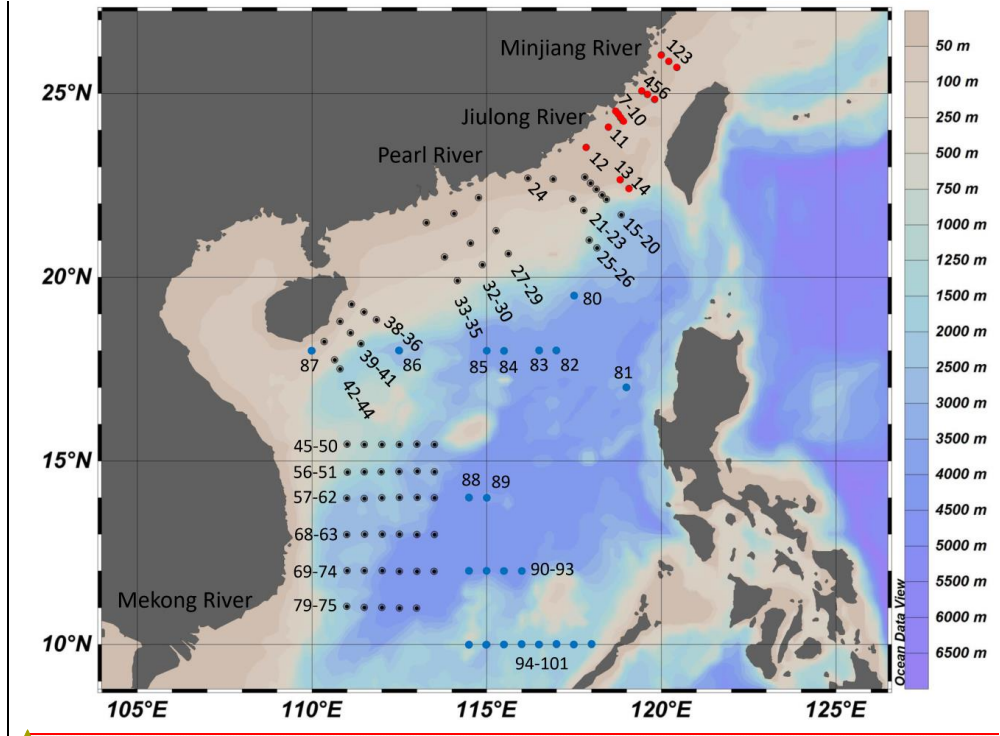 Minjiang River
123
456
7-10
Jiulong River
11
Pearl River
12
13
14
24
15-20
21-23
25-26
27-29
32-30
33-35
80
38-36
39-41
42-44
87
86
85
84
83
82
81
45-50
56-51
57-62
88
89
68-63
69-74
90-93
79-75
Mekong River
94-101
25°N
20°N
15°N
10°N
105°E
110°E
115°E
120°E
125°E
50 m
100 m
250 m
500 m
750 m
1000 m
1250 m
1500 m
2000 m
2500 m
3000 m
3500 m
4000 m
4500 m
5000 m
5500 m
6000 m
6500 m
Ocean Data View